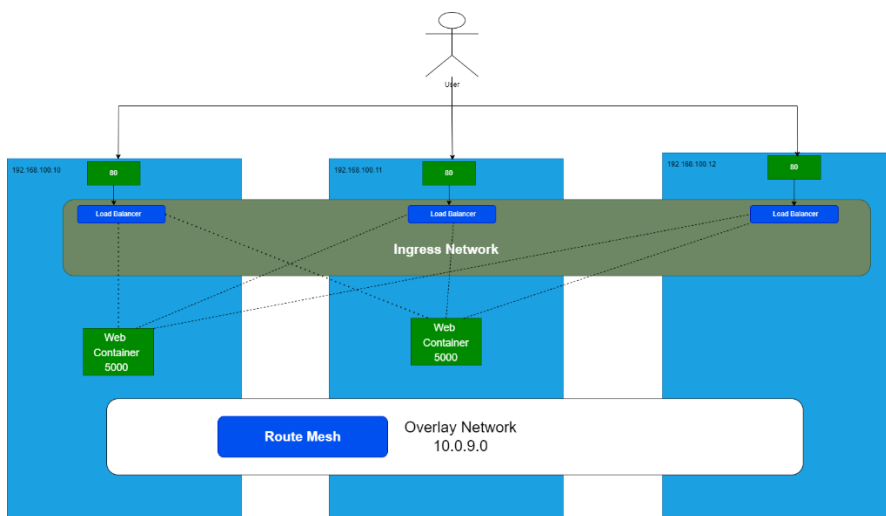 User
192.168.100.10
80
192.168.100.11
80
192.168.100.12
80
Load Balancer
Load Balancer
Load Balancer
Ingress Network
Web
Container
5000
Web
Container
5000
Route Mesh
Overlay Network
10.0.9.0